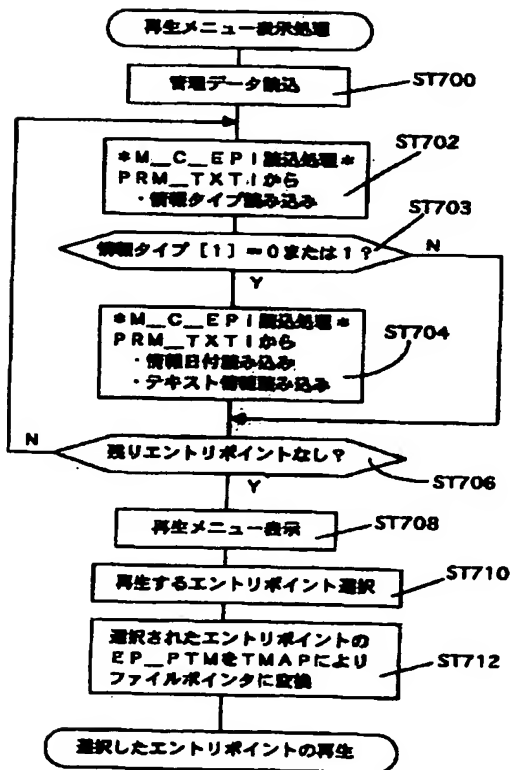 再生メニュー表示処理
管理データ読込
ST700
*M__C__EPI読込処理*
PRM__TXTIから
・情報タイプ読み込み
ST702
情報タイプ[1]=0または1?
ST703
N
Y
*M__C__EPI読込処理*
PRM__TXTIから
・情報日付読み込み
・テキスト情報読み込み
ST704
N
残りエントリポイントなし?
ST706
Y
再生メニュー表示
ST708
再生するエントリポイント選択
ST710
選択されたエントリポイントの
EP__PTMをTMAPにより
ファイルポインタに変換
ST712
選択したエントリポイントの再生